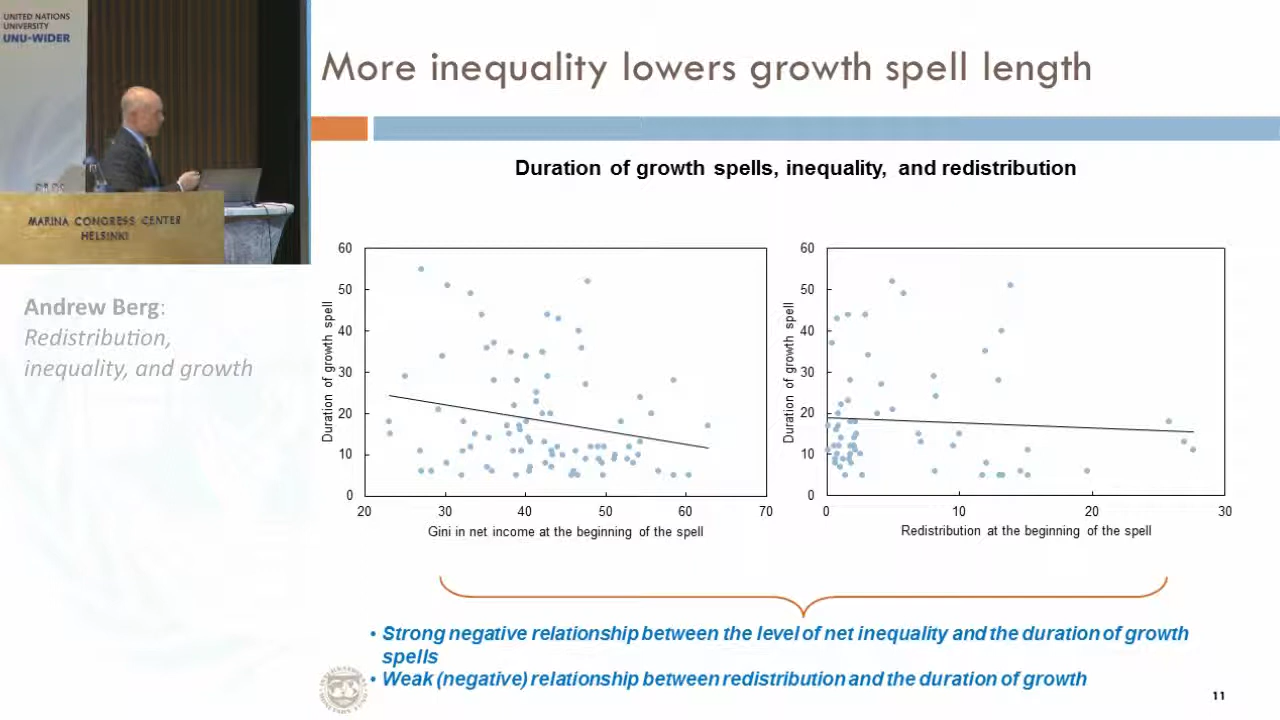 UNITED NATIONS
UNIVERSITY
UNU-WIDER
MARINA CONGRESS CENTER
HELSINKI
Andrew Berg:
Redistribution,
inequality, and growth
More inequality lowers growth spell length
Duration of growth spells, inequality, and redistribution
Duration of growth spell
60
50
40
30
20
10
0
20 30 40 50 60 70
Gini in net income at the beginning of the spell
Duration of growth spell
60
50
40
30
20
10
0
0 10 20 30
Redistribution at the beginning of the spell
• Strong negative relationship between the level of net inequality and the duration of growth
spells
• Weak (negative) relationship between redistribution and the duration of growth
11